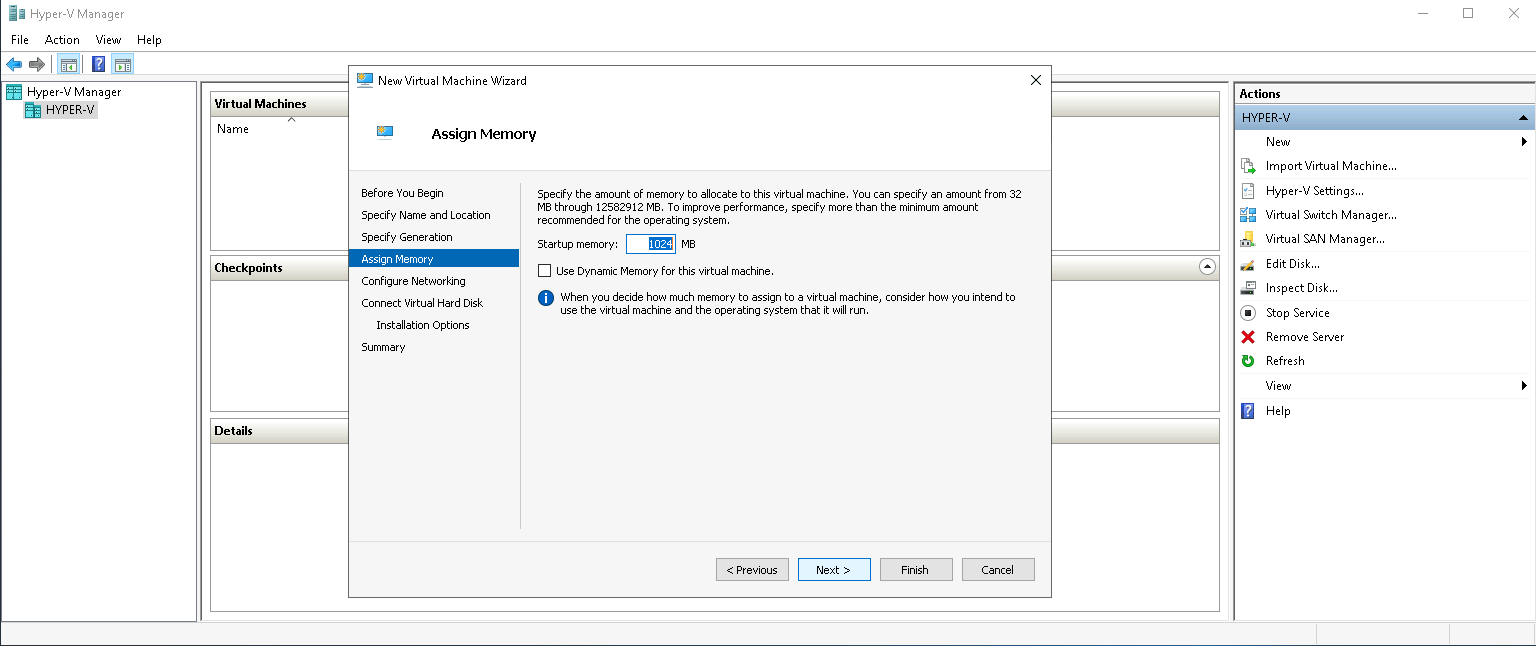 Hyper-V Manager
File Action View Help
Hyper-V Manager
HYPER-V
Virtual Machines
Name
Checkpoints
Details
New Virtual Machine Wizard
Assign Memory
Before You Begin
Specify Name and Location
Specify Generation
Assign Memory
Configure Networking
Connect Virtual Hard Disk
Installation Options
Summary
Specify the amount of memory to allocate to this virtual machine. You can specify an amount from 32
MB through 12582912 MB. To improve performance, specify more than the minimum amount
recommended for the operating system.
Startup memory: 1024 MB
Use Dynamic Memory for this virtual machine.
When you decide how much memory to assign to a virtual machine, consider how you intend to
use the virtual machine and the operating system that it will run.
< Previous Next > Finish Cancel
Actions
HYPER-V
New
Import Virtual Machine...
Hyper-V Settings...
Virtual Switch Manager...
Virtual SAN Manager...
Edit Disk...
Inspect Disk...
Stop Service
Remove Server
Refresh
View
Help